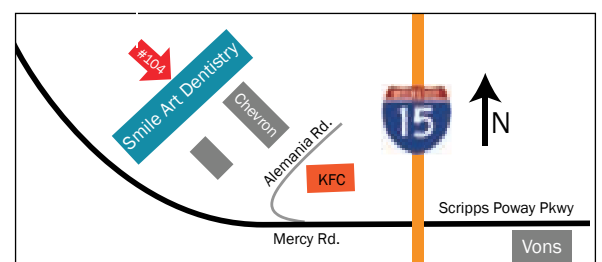 #104
Smile Art Dentistry
Chevron
Alemania Rd.
KFC
15
N
Scripps Poway Pkwy
Mercy Rd.
Vons